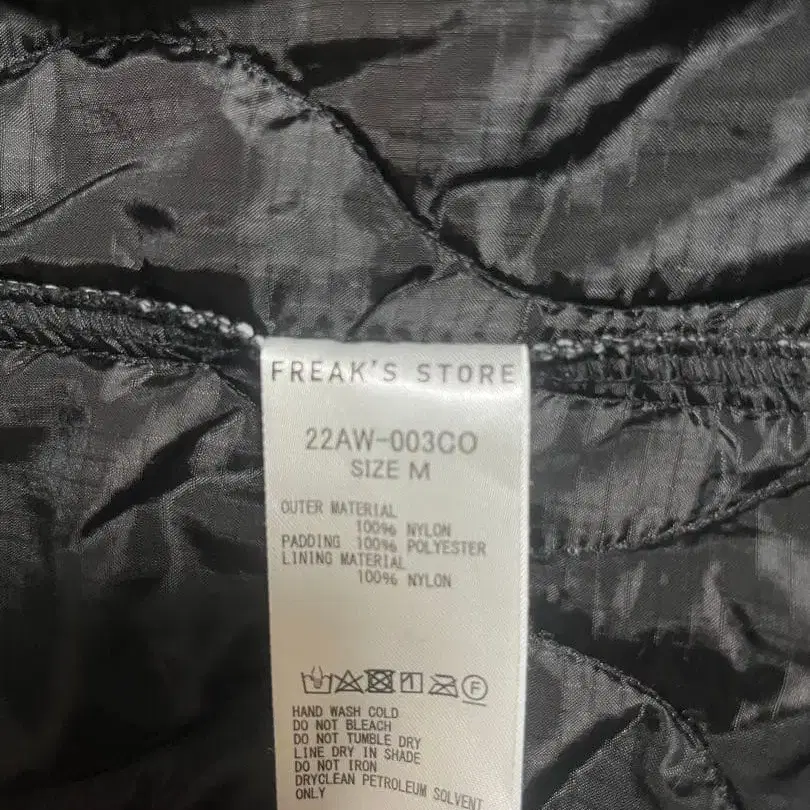 FREAK'S STORE
22AW-003CO
SIZE M
OUTER MATERIAL
100% NYLON
PADDING 100% POLYESTER
LINING MATERIAL
100% NYLON
F
HAND WASH COLD
DO NOT BLEACH
DO NOT TUMBLE DRY
LINE DRY IN SHADE
DO NOT IRON
DRYCLEAN PETROLEUM SOLVENT
ONLY